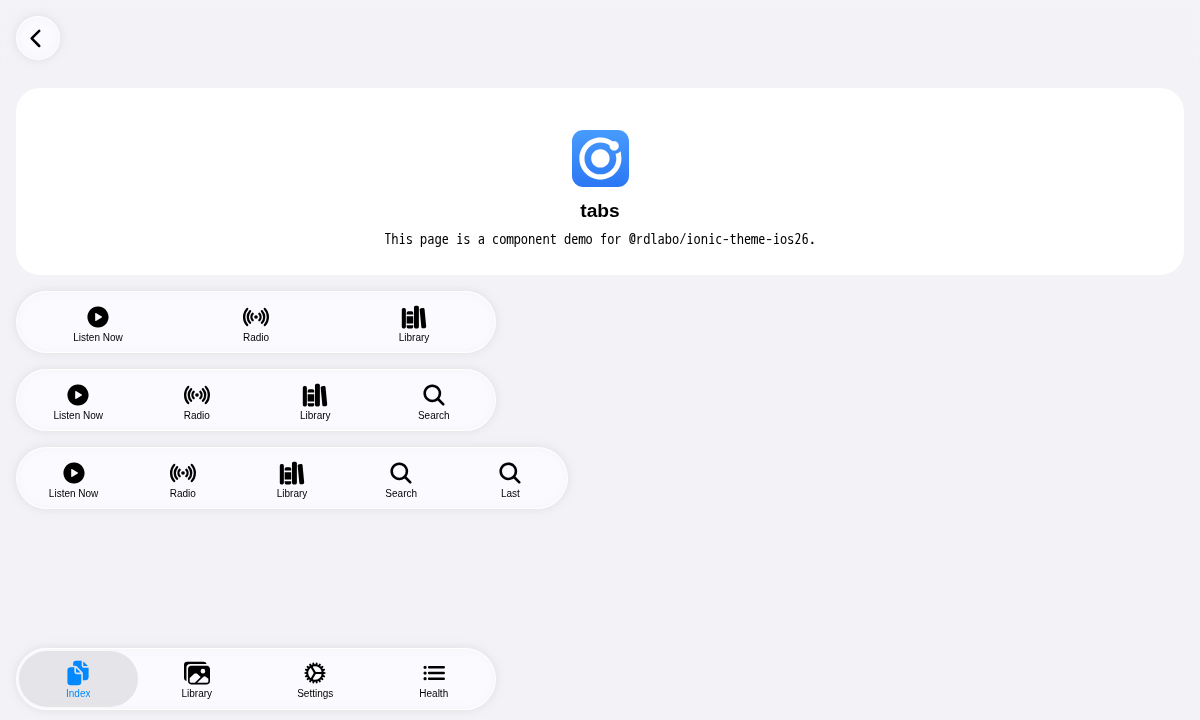 tabs
This page is a component demo for @rdlabo/ionic-theme-ios26.
Listen Now Radio Library
Listen Now Radio Library Search
Listen Now Radio Library Search Last
Index Library Settings Health